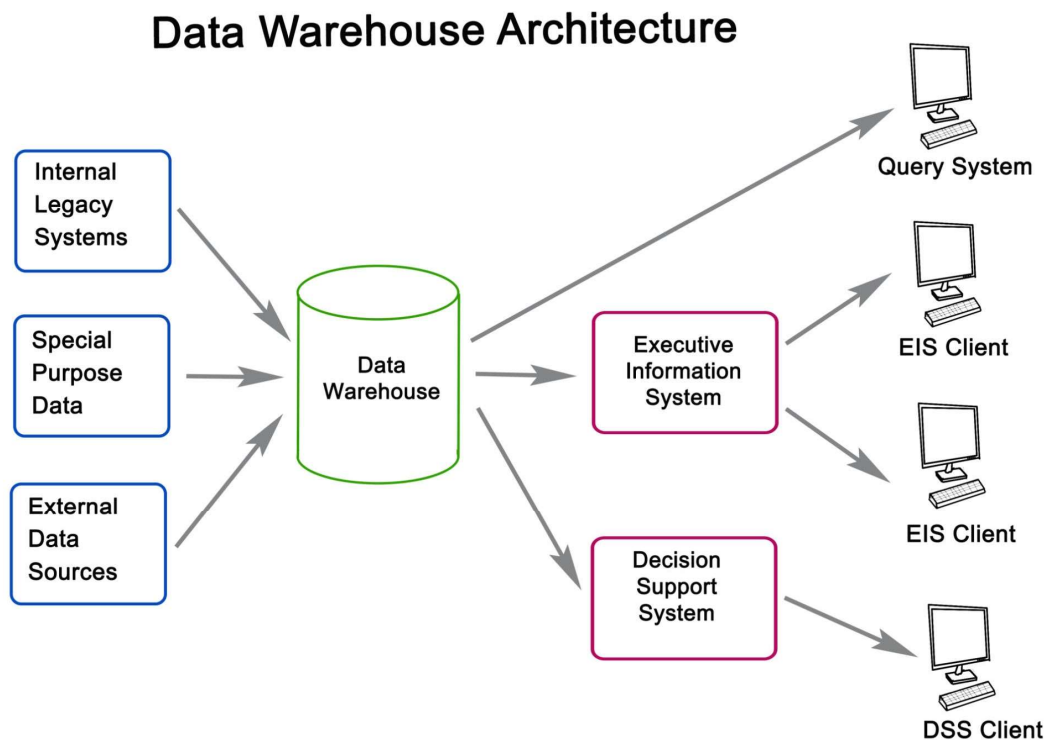 Data Warehouse Architecture
Internal
Legacy
Systems
Special
Purpose
Data
External
Data
Sources
Data
Warehouse
Executive
Information
System
Decision
Support
System
Query System
EIS Client
EIS Client
DSS Client